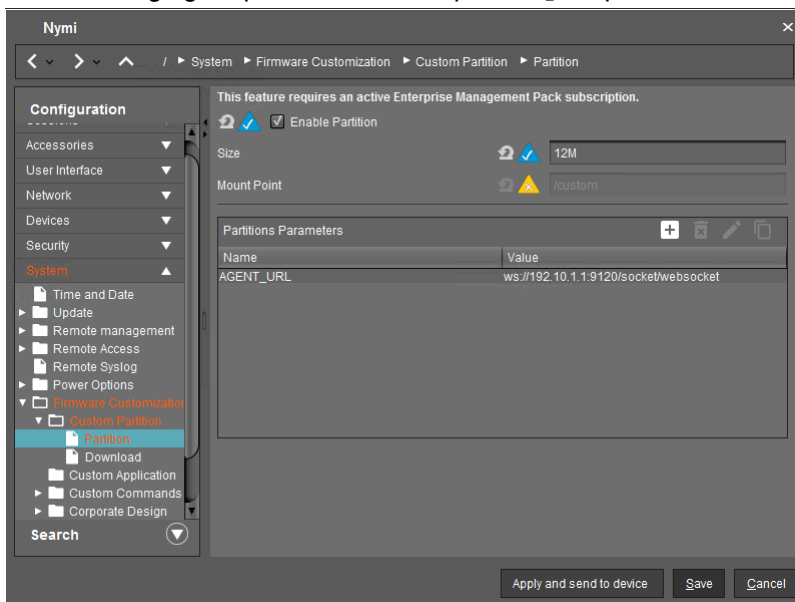 Nymi
/ System Firmware Customization Custom Partition Partition
Configuration
Accessories
User Interface
Network
Devices
Security
System
Time and Date
Update
Remote management
Remote Access
Remote Syslog
Power Options
Firmware Customization
Custom Partition
Partition
Download
Custom Application
Custom Commands
Corporate Design
Search
This feature requires an active Enterprise Management Pack subscription.
Enable Partition
Size 12M
Mount Point /custom
Partitions Parameters
Name Value
AGENT_URL ws://192.10.1.1:9120/socket/websocket
Apply and send to device Save Cancel